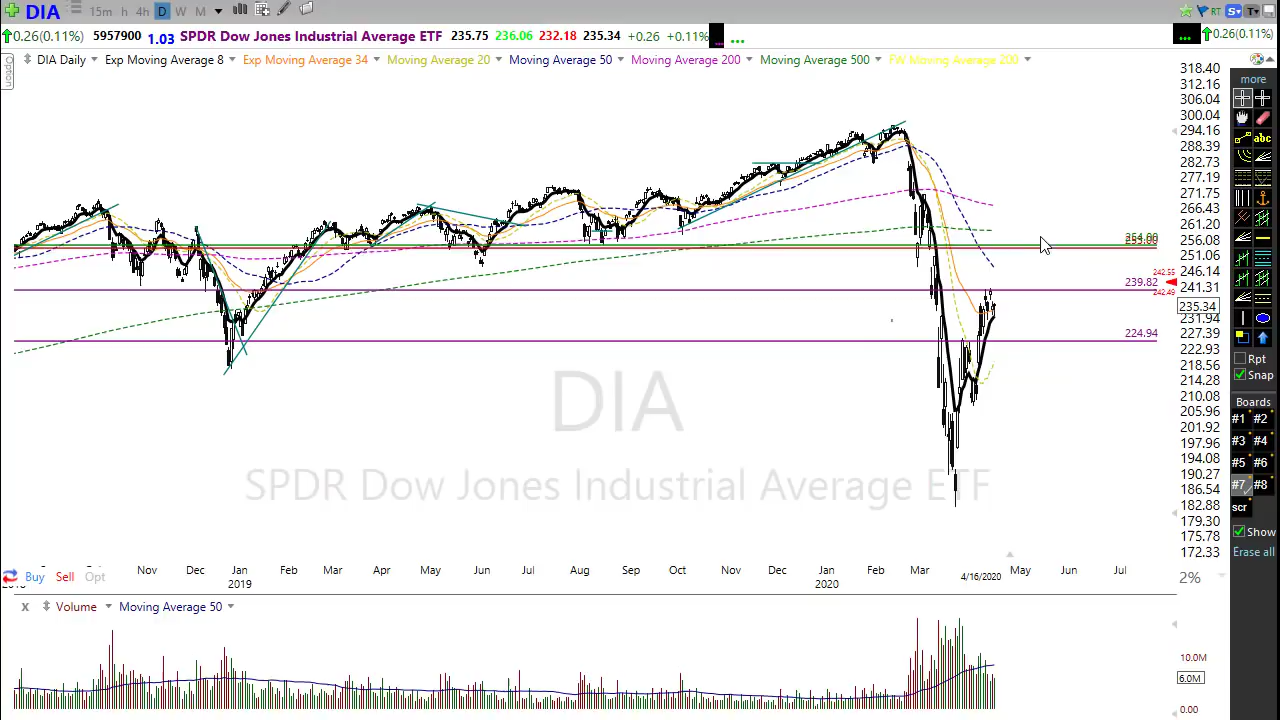 DIA 15m h 4h D W M RT S T
0.26(0.11%) 5957900 1.03 SPDR Dow Jones Industrial Average ETF 235.75 236.06 232.18 235.34 +0.26 +0.11% ... ... 0.26(0.11%)
Option
DIA Daily Exp Moving Average 8 Exp Moving Average 34 Moving Average 20 Moving Average 50 Moving Average 200 Moving Average 500 FW Moving Average 200
318.40
312.16
306.04
300.04
294.16
288.39
282.73
277.19
271.75
266.43
261.20
256.08
251.06
246.14
241.31
235.34
231.94
227.39
222.93
218.56
214.28
210.08
205.96
201.92
197.96
194.08
190.27
186.54
182.88
179.30
175.78
172.33
2%
253.00
242.55
239.82
242.49
224.94
DIA
SPDR Dow Jones Industrial Average ETF
Nov Dec Jan Feb Mar Apr May Jun Jul Aug Sep Oct Nov Dec Jan Feb Mar 4/16/2020 May Jun Jul
2019 2020
Buy Sell Opt
x Volume Moving Average 50
10.0M
6.0M
0.00
more
abc
Rpt
Snap
Boards
#1 #2
#3 #4
#5 #6
#7 #8
scr
Show
Erase all